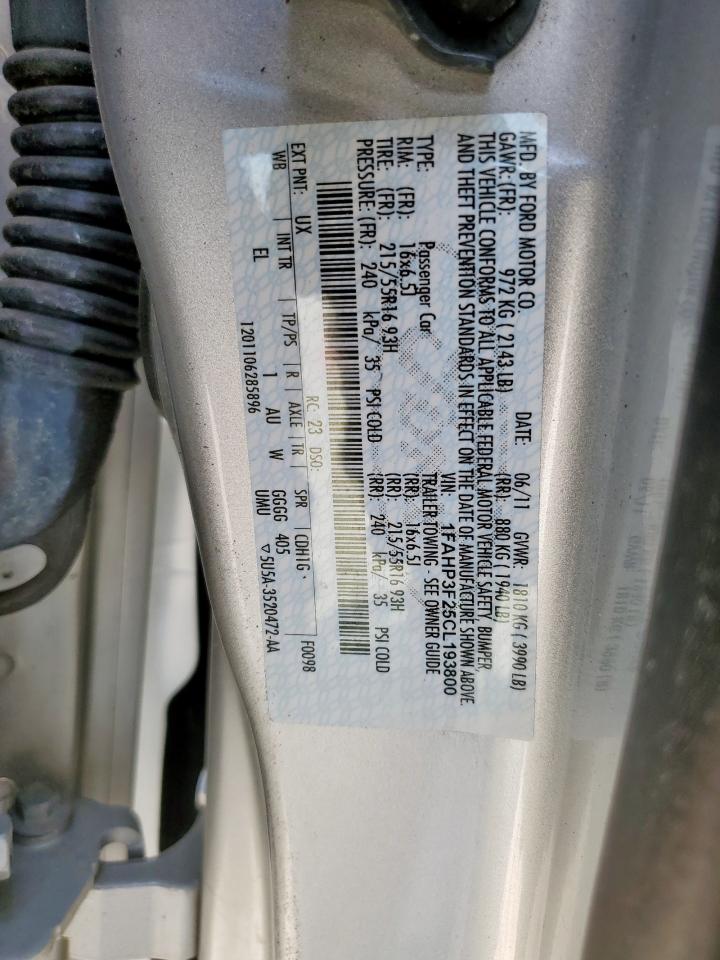 MFD. BY FORD MOTOR CO.
DATE: 06/11 GVWR: 1810 KG ( 3990 LB)
GAWR: (FR): 972 KG ( 2143 LB) (RR): 880 KG ( 1940 LB)
THIS VEHICLE CONFORMS TO ALL APPLICABLE FEDERAL MOTOR VEHICLE SAFETY, BUMPER,
AND THEFT PREVENTION STANDARDS IN EFFECT ON THE DATE OF MANUFACTURE SHOWN ABOVE.
VIN: 1FAHP3F25CL193800
TYPE: Passenger Car TRAILER TOWING - SEE OWNER GUIDE
RIM: (FR): 16x6.5J (RR): 16x6.5J
TIRE: (FR): 215/55R16 93H (RR): 215/55R16 93H
PRESSURE: (FR): 240 kPa/ 35 PSI COLD (RR): 240 kPa/ 35 PSI COLD
RC: 23 DSO: F0098
EXT PNT: UX
WB INT TR TP/PS R AXLE TR SPR CDHIG
EL 1 AU W GGGG 4D5
UMU
1201106285896 ▽5U5A-3520472-AA